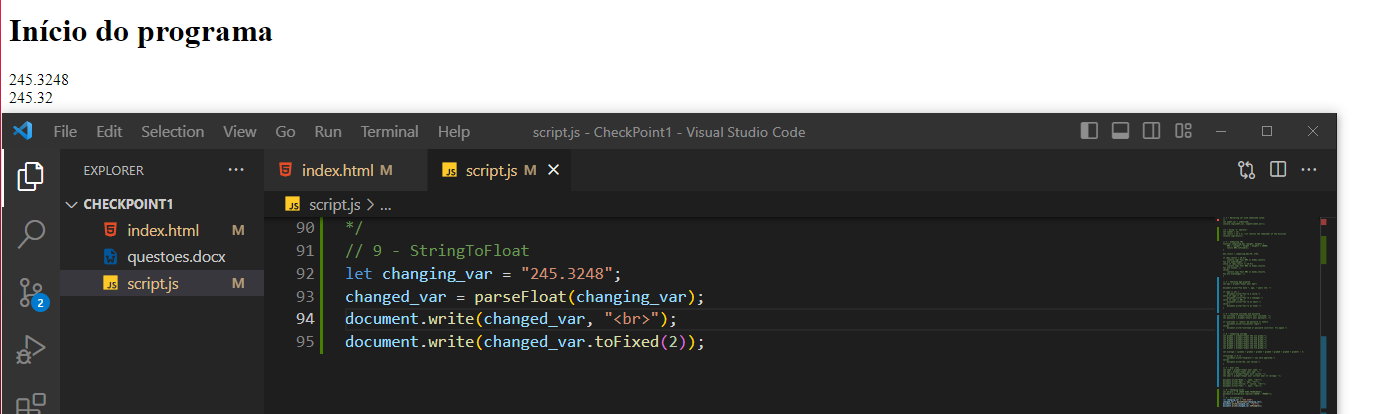 Início do programa
245.3248
245.32
File Edit Selection View Go Run Terminal Help script.js - CheckPoint1 - Visual Studio Code
EXPLORER ... index.html M script.js M
CHECKPOINT1 script.js > ...
index.html M
questoes.docx
script.js M
2
90 */
91 // 9 - StringToFloat
92 let changing_var = "245.3248";
93 changed_var = parseFloat(changing_var);
94 document.write(changed_var, "<br>");
95 document.write(changed_var.toFixed(2));